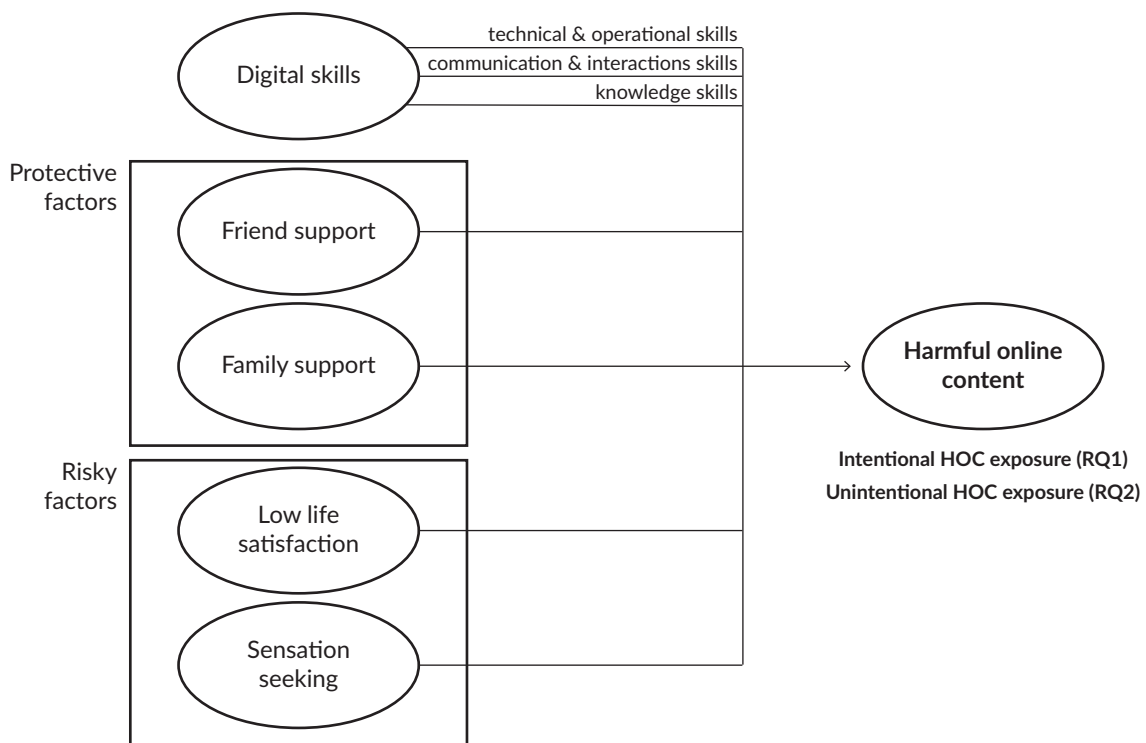 technical & operational skills
Digital skills
communication & interactions skills
knowledge skills
Protective
factors
Friend support
Family support
Harmful online
content
Intentional HOC exposure (RQ1)
Unintentional HOC exposure (RQ2)
Risky
factors
Low life
satisfaction
Sensation
seeking